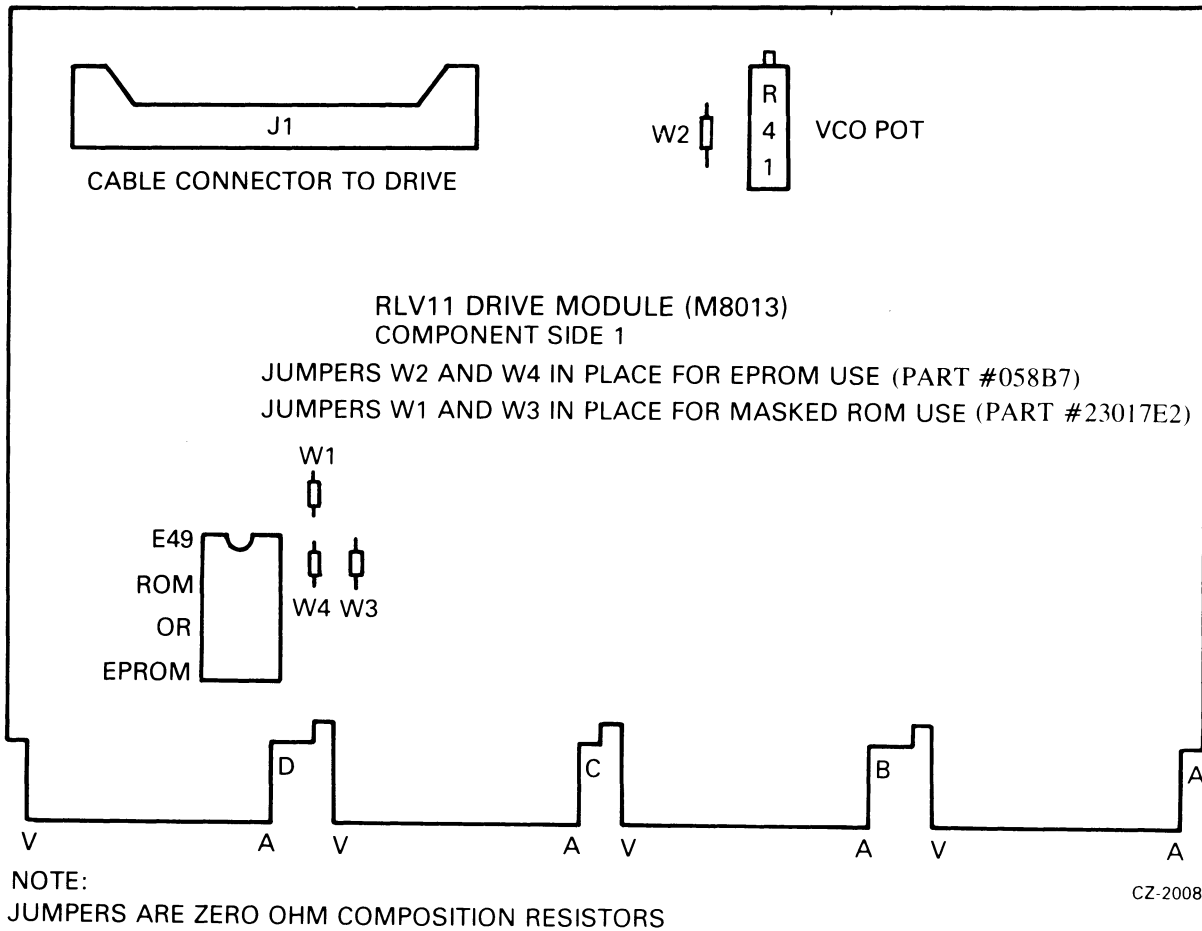 J1
CABLE CONNECTOR TO DRIVE
W2
R
4
1
VCO POT
RLV11 DRIVE MODULE (M8013)
COMPONENT SIDE 1
JUMPERS W2 AND W4 IN PLACE FOR EPROM USE (PART #058B7)
JUMPERS W1 AND W3 IN PLACE FOR MASKED ROM USE (PART #23017E2)
W1
E49
ROM
OR
EPROM
W4 W3
D
C
B
A
V A V A V A V A
NOTE:
JUMPERS ARE ZERO OHM COMPOSITION RESISTORS
CZ-2008